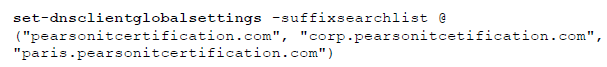 set-dnsclientglobalsettings -suffixsearchlist @
("pearsonitcertification.com", "corp.pearsonitcetification.com",
"paris.pearsonitcertification.com")